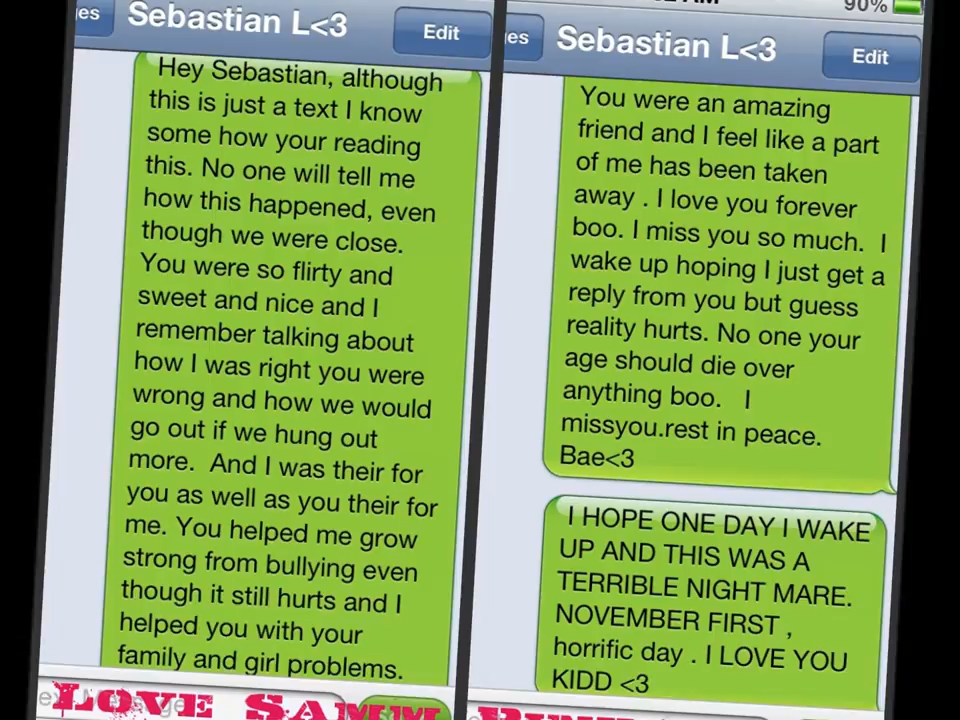 es
Sebastian L<3
Edit
Hey Sebastian, although
this is just a text I know
some how your reading
this. No one will tell me
how this happened, even
though we were close.
You were so flirty and
sweet and nice and I
remember talking about
how I was right you were
wrong and how we would
go out if we hung out
more. And I was their for
you as well as you their for
me. You helped me grow
strong from bullying even
though it still hurts and I
helped you with your
family and girl problems.
LOVE SAMM
90%
es
Sebastian L<3
Edit
You were an amazing
friend and I feel like a part
of me has been taken
away . I love you forever
boo. I miss you so much. I
wake up hoping I just get a
reply from you but guess
reality hurts. No one your
age should die over
anything boo. I
missyou.rest in peace.
Bae<3
I HOPE ONE DAY I WAKE
UP AND THIS WAS A
TERRIBLE NIGHT MARE.
NOVEMBER FIRST ,
horrific day . I LOVE YOU
KIDD <3